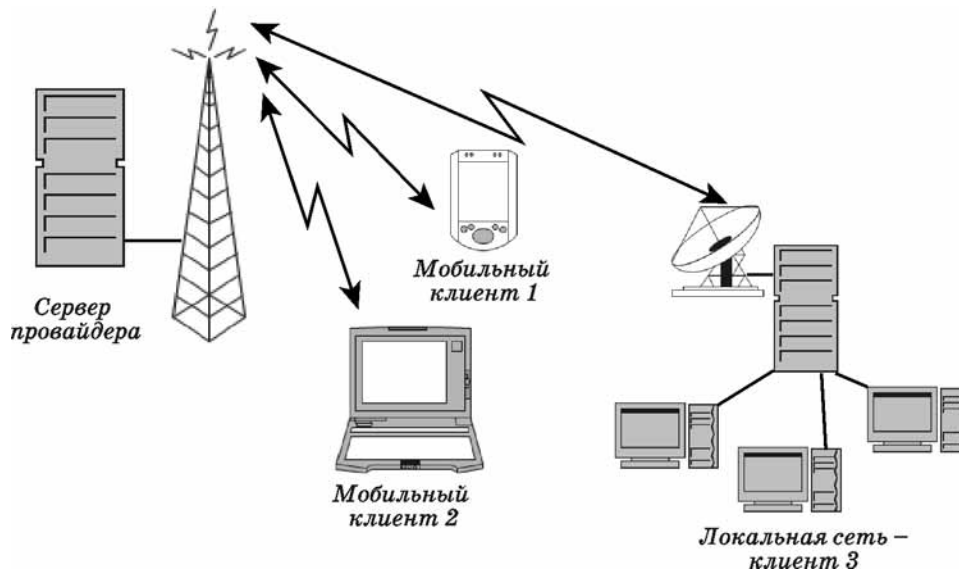 Мобильный
клиент 1
Сервер
провайдера
Мобильный
клиент 2
Локальная сеть –
клиент 3